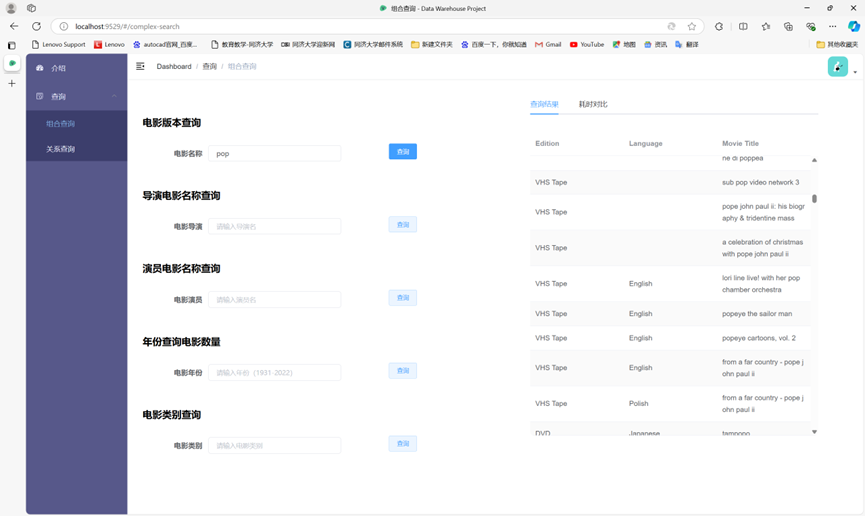 组合查询 - Data Warehouse Project
localhost:9529/#/complex-search
Lenovo Support
Lenovo
autocad官网_百度...
教育教学-同济大学
同济大学迎新网
同济大学邮件系统
新建文件夹
百度一下，你就知道
Gmail
YouTube
地图
资讯
翻译
其他收藏夹
介绍
查询
组合查询
关系查询
Dashboard / 查询 / 组合查询
电影版本查询
电影名称 pop 查询
导演电影名称查询
电影导演 请输入导演名 查询
演员电影名称查询
电影演员 请输入演员名 查询
年份查询电影数量
电影年份 请输入年份（1931-2022） 查询
电影类别查询
电影类别 请输入电影类别 查询
查询结果 耗时对比
Edition Language Movie Title
ne di poppea
VHS Tape sub pop video network 3
VHS Tape pope john paul ii: his biogr
aphy & tridentine mass
VHS Tape a celebration of christmas
with pope john paul ii
VHS Tape English lori line live! with her pop
chamber orchestra
VHS Tape English popeye the sailor man
VHS Tape English popeye cartoons, vol. 2
VHS Tape English from a far country - pope j
ohn paul ii
VHS Tape Polish from a far country - pope j
ohn paul ii
DVD Japanese tampopo